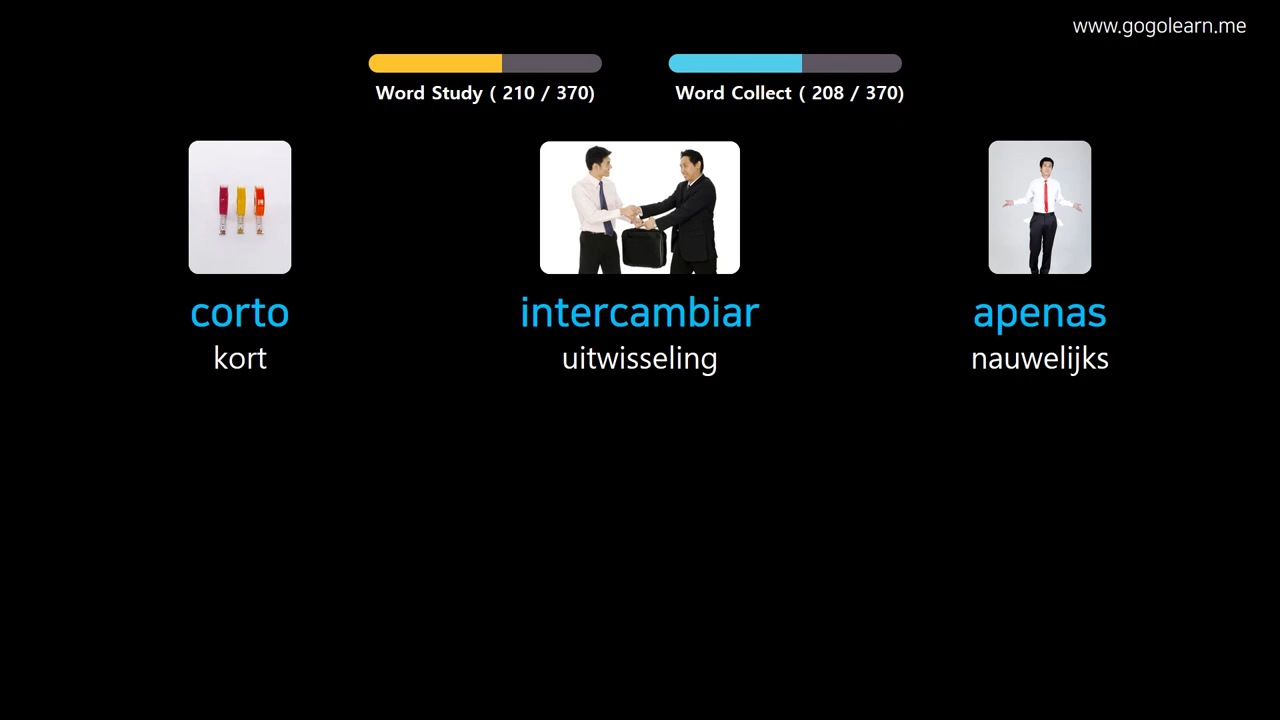 www.gogolearn.me
Word Study ( 210 / 370)
Word Collect ( 208 / 370)
corto
intercambiar
apenas
kort
uitwisseling
nauwelijks